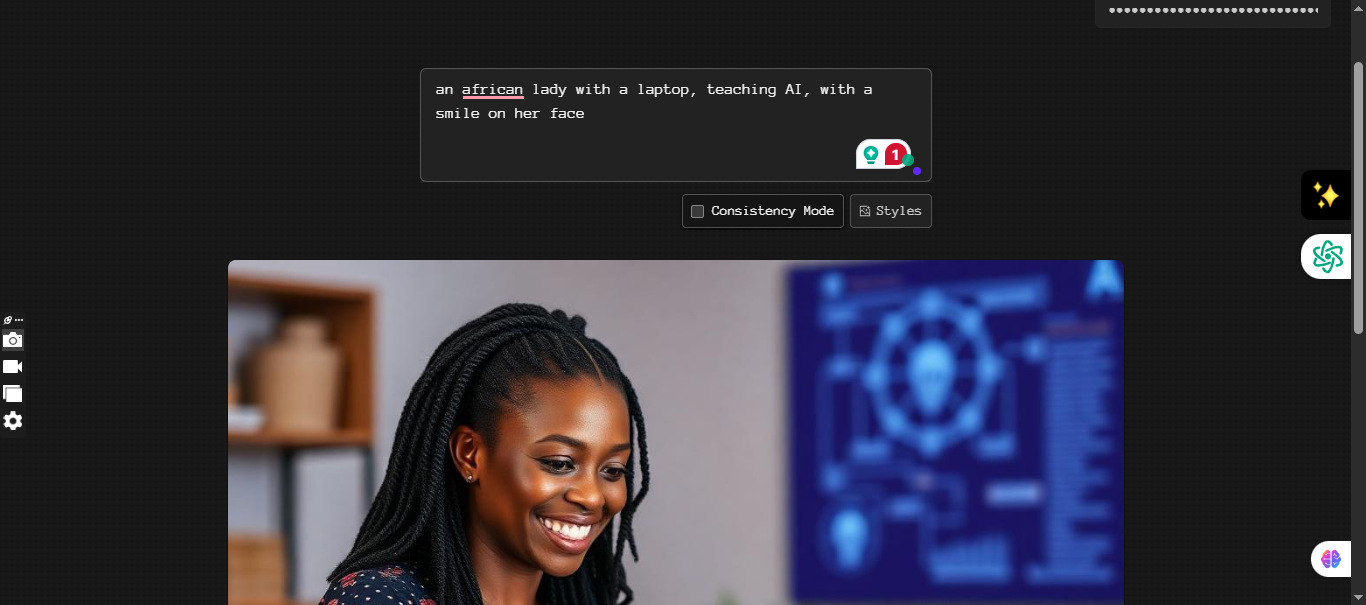 an african lady with a laptop, teaching AI, with a
smile on her face
1
Consistency Mode
Styles
A